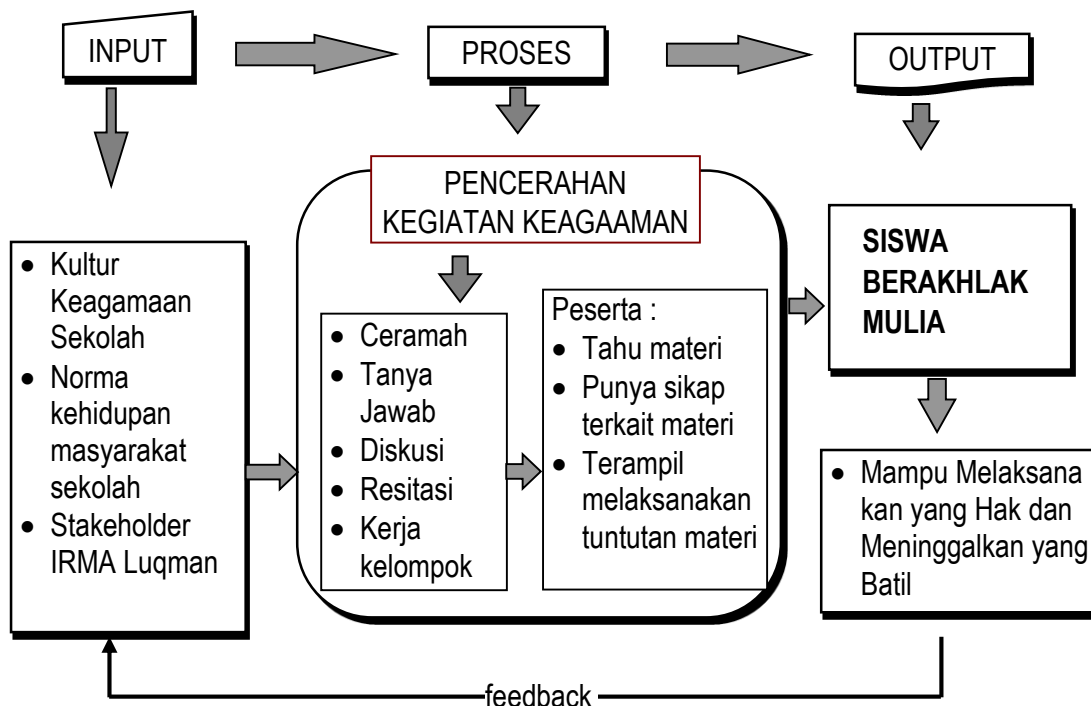 INPUT
PROSES
OUTPUT
PENCERAHAN
KEGIATAN KEAGAAMAN
• Kultur
Keagamaan
Sekolah
• Norma
kehidupan
masyarakat
sekolah
• Stakeholder
IRMA Luqman
• Ceramah
• Tanya
Jawab
• Diskusi
• Resitasi
• Kerja
kelompok
Peserta :
• Tahu materi
• Punya sikap
terkait materi
• Terampil
melaksanakan
tuntutan materi
SISWA
BERAKHLAK
MULIA
• Mampu Melaksana
kan yang Hak dan
Meninggalkan yang
Batil
feedback